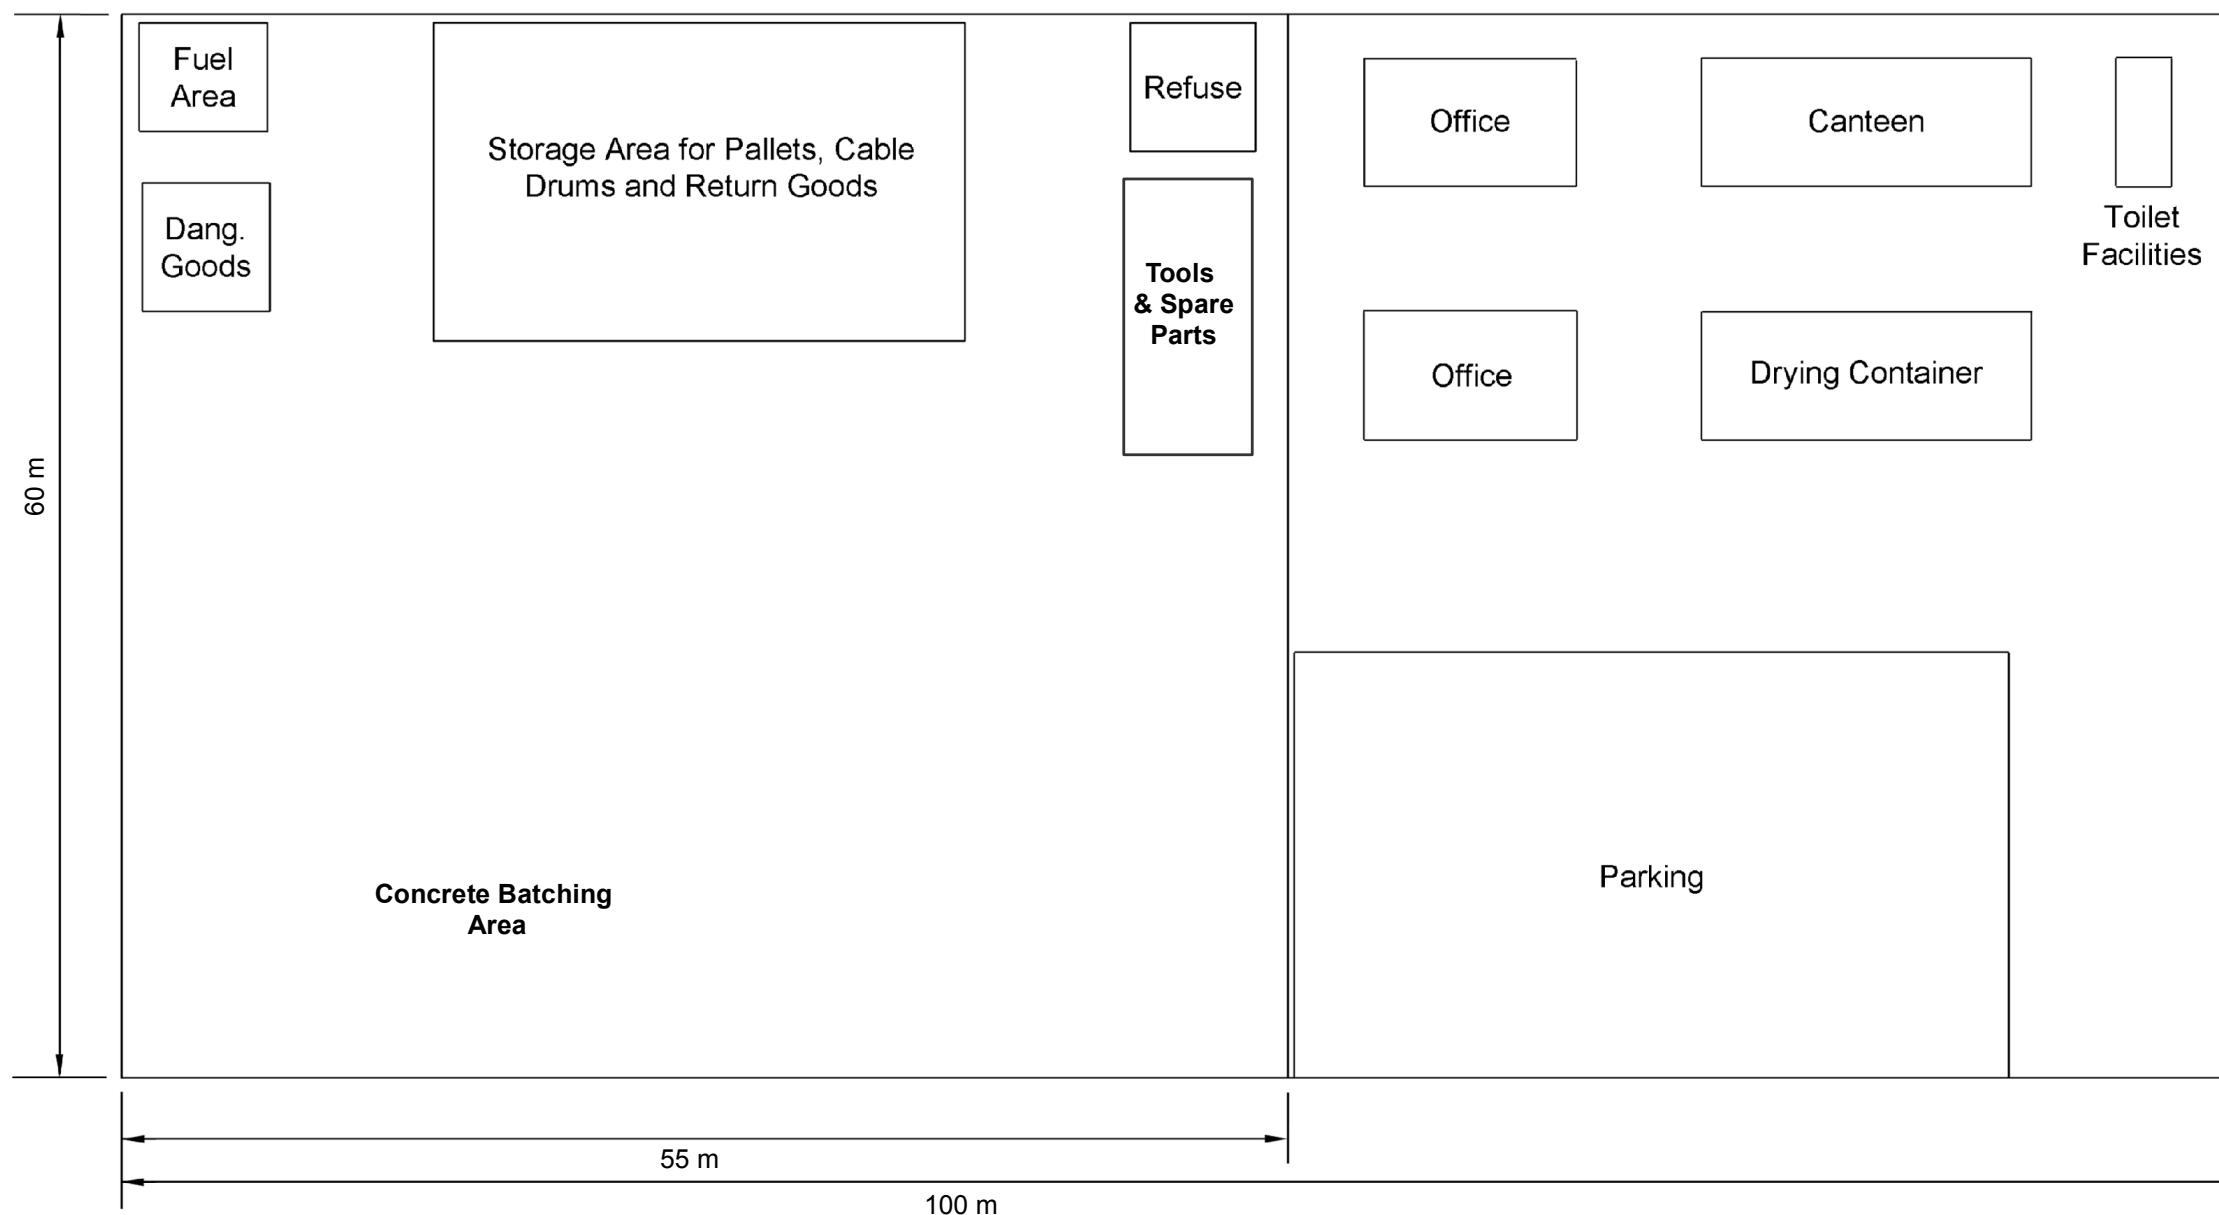 Fuel
Area
Storage Area for Pallets, Cable
Drums and Return Goods
Refuse
Office
Canteen
Toilet
Facilities
Dang.
Goods
Tools
& Spare
Parts
Office
Drying Container
60 m
Parking
Concrete Batching
Area
55 m
100 m